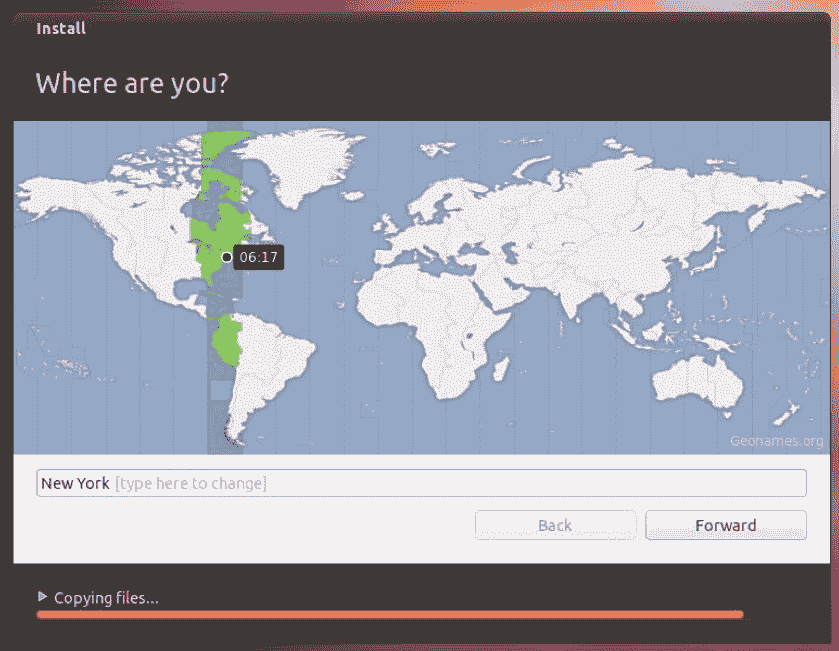 Install
Where are you?
06:17
Geonames.org
New York [type here to change]
Back
Forward
Copying files...